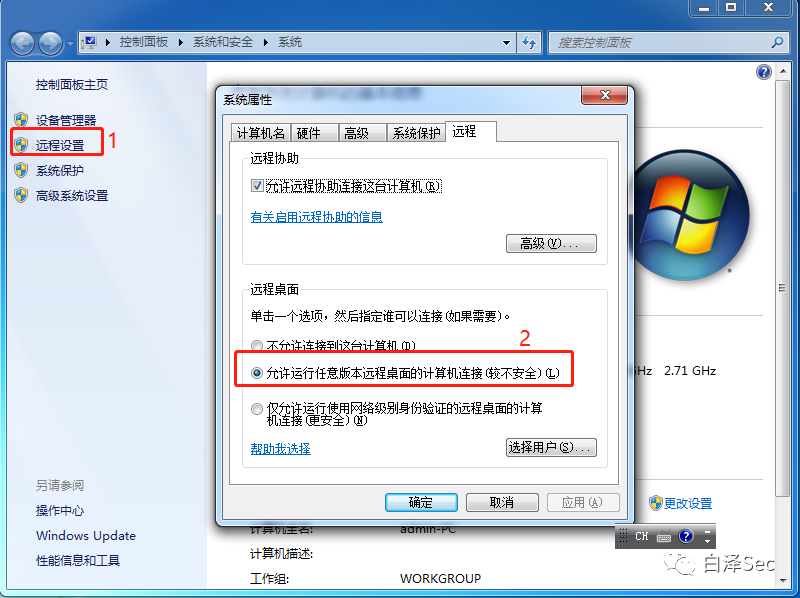 控制面板 ▸ 系统和安全 ▸ 系统
搜索控制面板
控制面板主页
设备管理器
远程设置
1
系统保护
高级系统设置
系统属性
计算机名 硬件 高级 系统保护 远程
远程协助
允许远程协助连接这台计算机(R)
有关启用远程协助的信息
高级(V)...
远程桌面
单击一个选项，然后指定谁可以连接(如果需要)。
不允许连接到这台计算机(D)
2
允许运行任意版本远程桌面的计算机连接(较不安全)(L)
仅允许运行使用网络级别身份验证的远程桌面的计算
机连接(更安全)(N)
帮助我选择
选择用户(S)...
确定 取消 应用(A)
GHz 2.71 GHz
更改设置
另请参阅
操作中心
Windows Update
性能信息和工具
计算机全名: admin-PC
计算机描述:
工作组: WORKGROUP
CH
白泽Sec